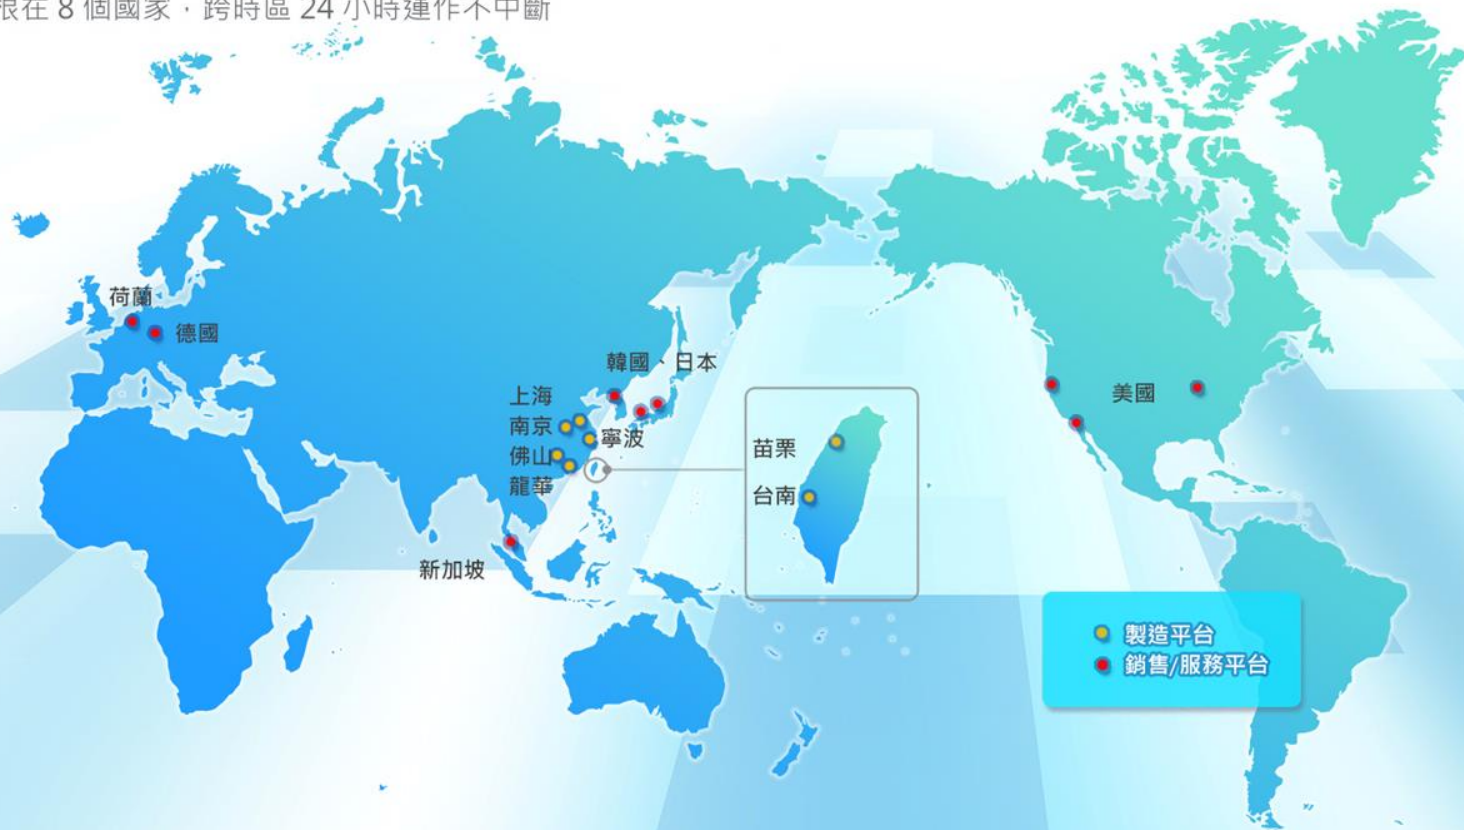 根在 8 個國家，跨時區 24 小時運作不中斷
荷蘭
德國
韓國、日本
上海
南京
寧波
佛山
龍華
新加坡
苗栗
台南
美國
製造平台
銷售/服務平台